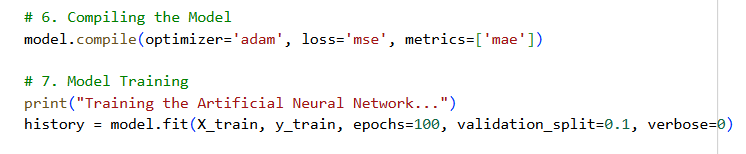 # 6. Compiling the Model
model.compile(optimizer='adam', loss='mse', metrics=['mae'])
# 7. Model Training
print("Training the Artificial Neural Network...")
history = model.fit(X_train, y_train, epochs=100, validation_split=0.1, verbose=0)